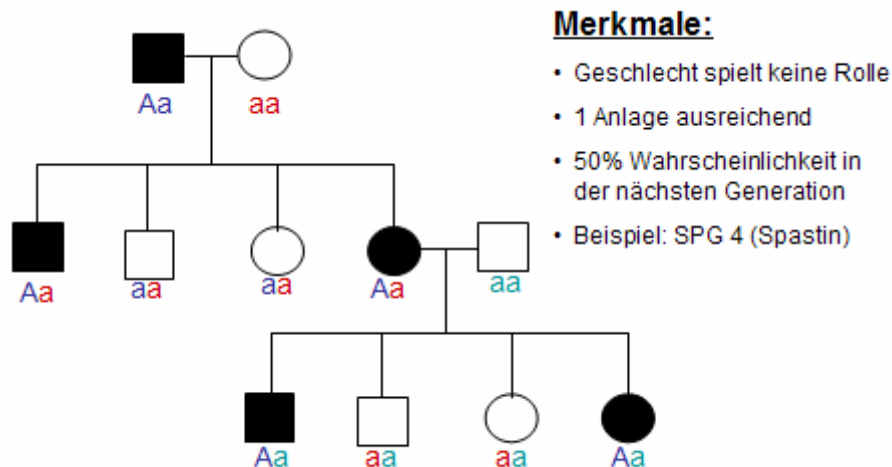 Merkmale:
• Geschlecht spielt keine Rolle
• 1 Anlage ausreichend
• 50% Wahrscheinlichkeit in
der nächsten Generation
• Beispiel: SPG 4 (Spastin)
Aa aa
Aa aa aa Aa aa
Aa aa aa Aa